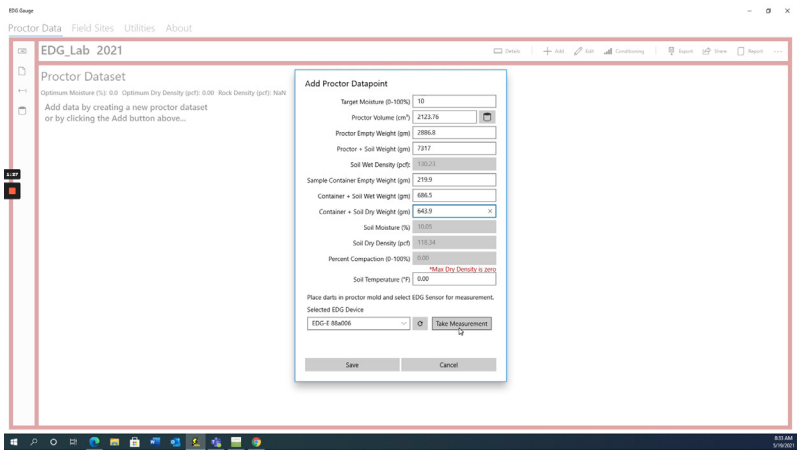 EDG Gauge
Proctor Data Field Sites Utilities About
EDG_Lab 2021
Details Add Edit Conditioning Export Share Report ...
Proctor Dataset
Optimum Moisture (%): 0.0 Optimum Dry Density (pcf): 0.00 Rock Density (pcf): NaN
Add data by creating a new proctor dataset
or by clicking the Add button above...
Add Proctor Datapoint
Target Moisture (0-100%) 10
Proctor Volume (cm³) 2123.76
Proctor Empty Weight (gm) 2886.8
Proctor + Soil Weight (gm) 7317
Soil Wet Density (pcf): 130.23
Sample Container Empty Weight (gm) 219.9
Container + Soil Wet Weight (gm) 686.5
Container + Soil Dry Weight (gm) 643.9
Soil Moisture (%) 10.05
Soil Dry Density (pcf) 118.34
Percent Compaction (0-100%) 0.00
*Max Dry Density is zero
Soil Temperature (°F) 0.00
Place darts in proctor mold and select EDG Sensor for measurement.
Selected EDG Device
EDG-E 88a006 Take Measurement
Save Cancel
1:27
8:33 AM
5/19/2021